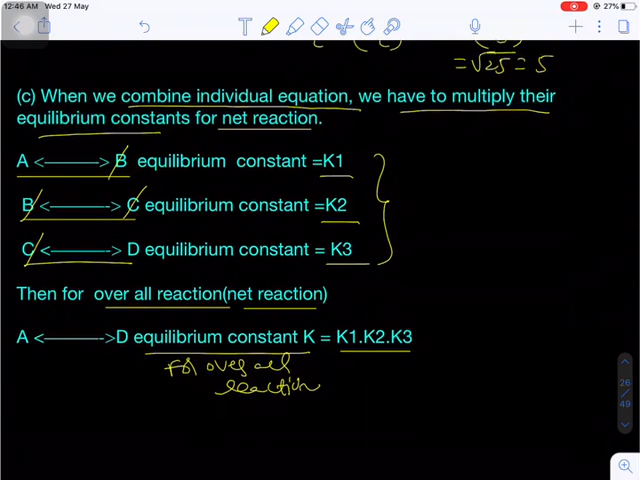 12:46 AM Wed 27 May
27%
= √25 = 5
(c) When we combine individual equation, we have to multiply their
equilibrium constants for net reaction.
A <————> B equilibrium constant =K1
B <————-> C equilibrium constant =K2
C <————-> D equilibrium constant = K3
Then for over all reaction(net reaction)
A <————->D equilibrium constant K = K1.K2.K3
For over all
reaction
26
/
49